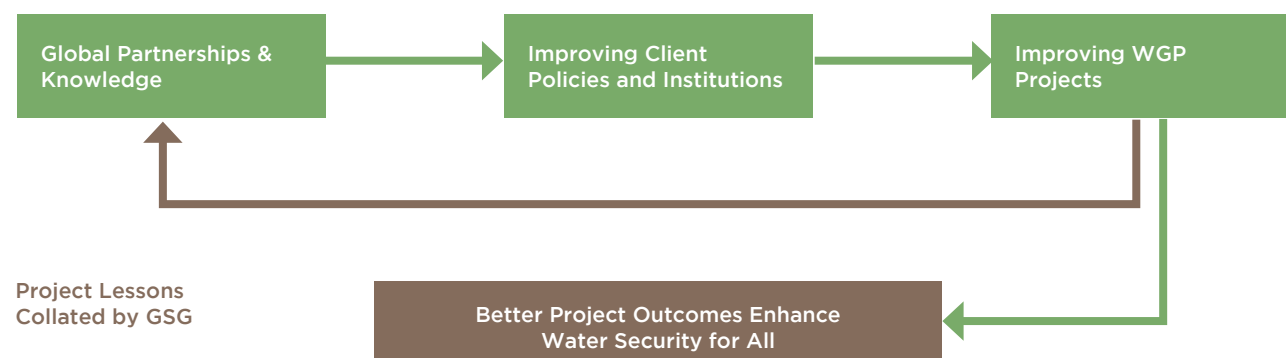 Global Partnerships &
Knowledge
Improving Client
Policies and Institutions
Improving WGP
Projects
Project Lessons
Collated by GSG
Better Project Outcomes Enhance
Water Security for All